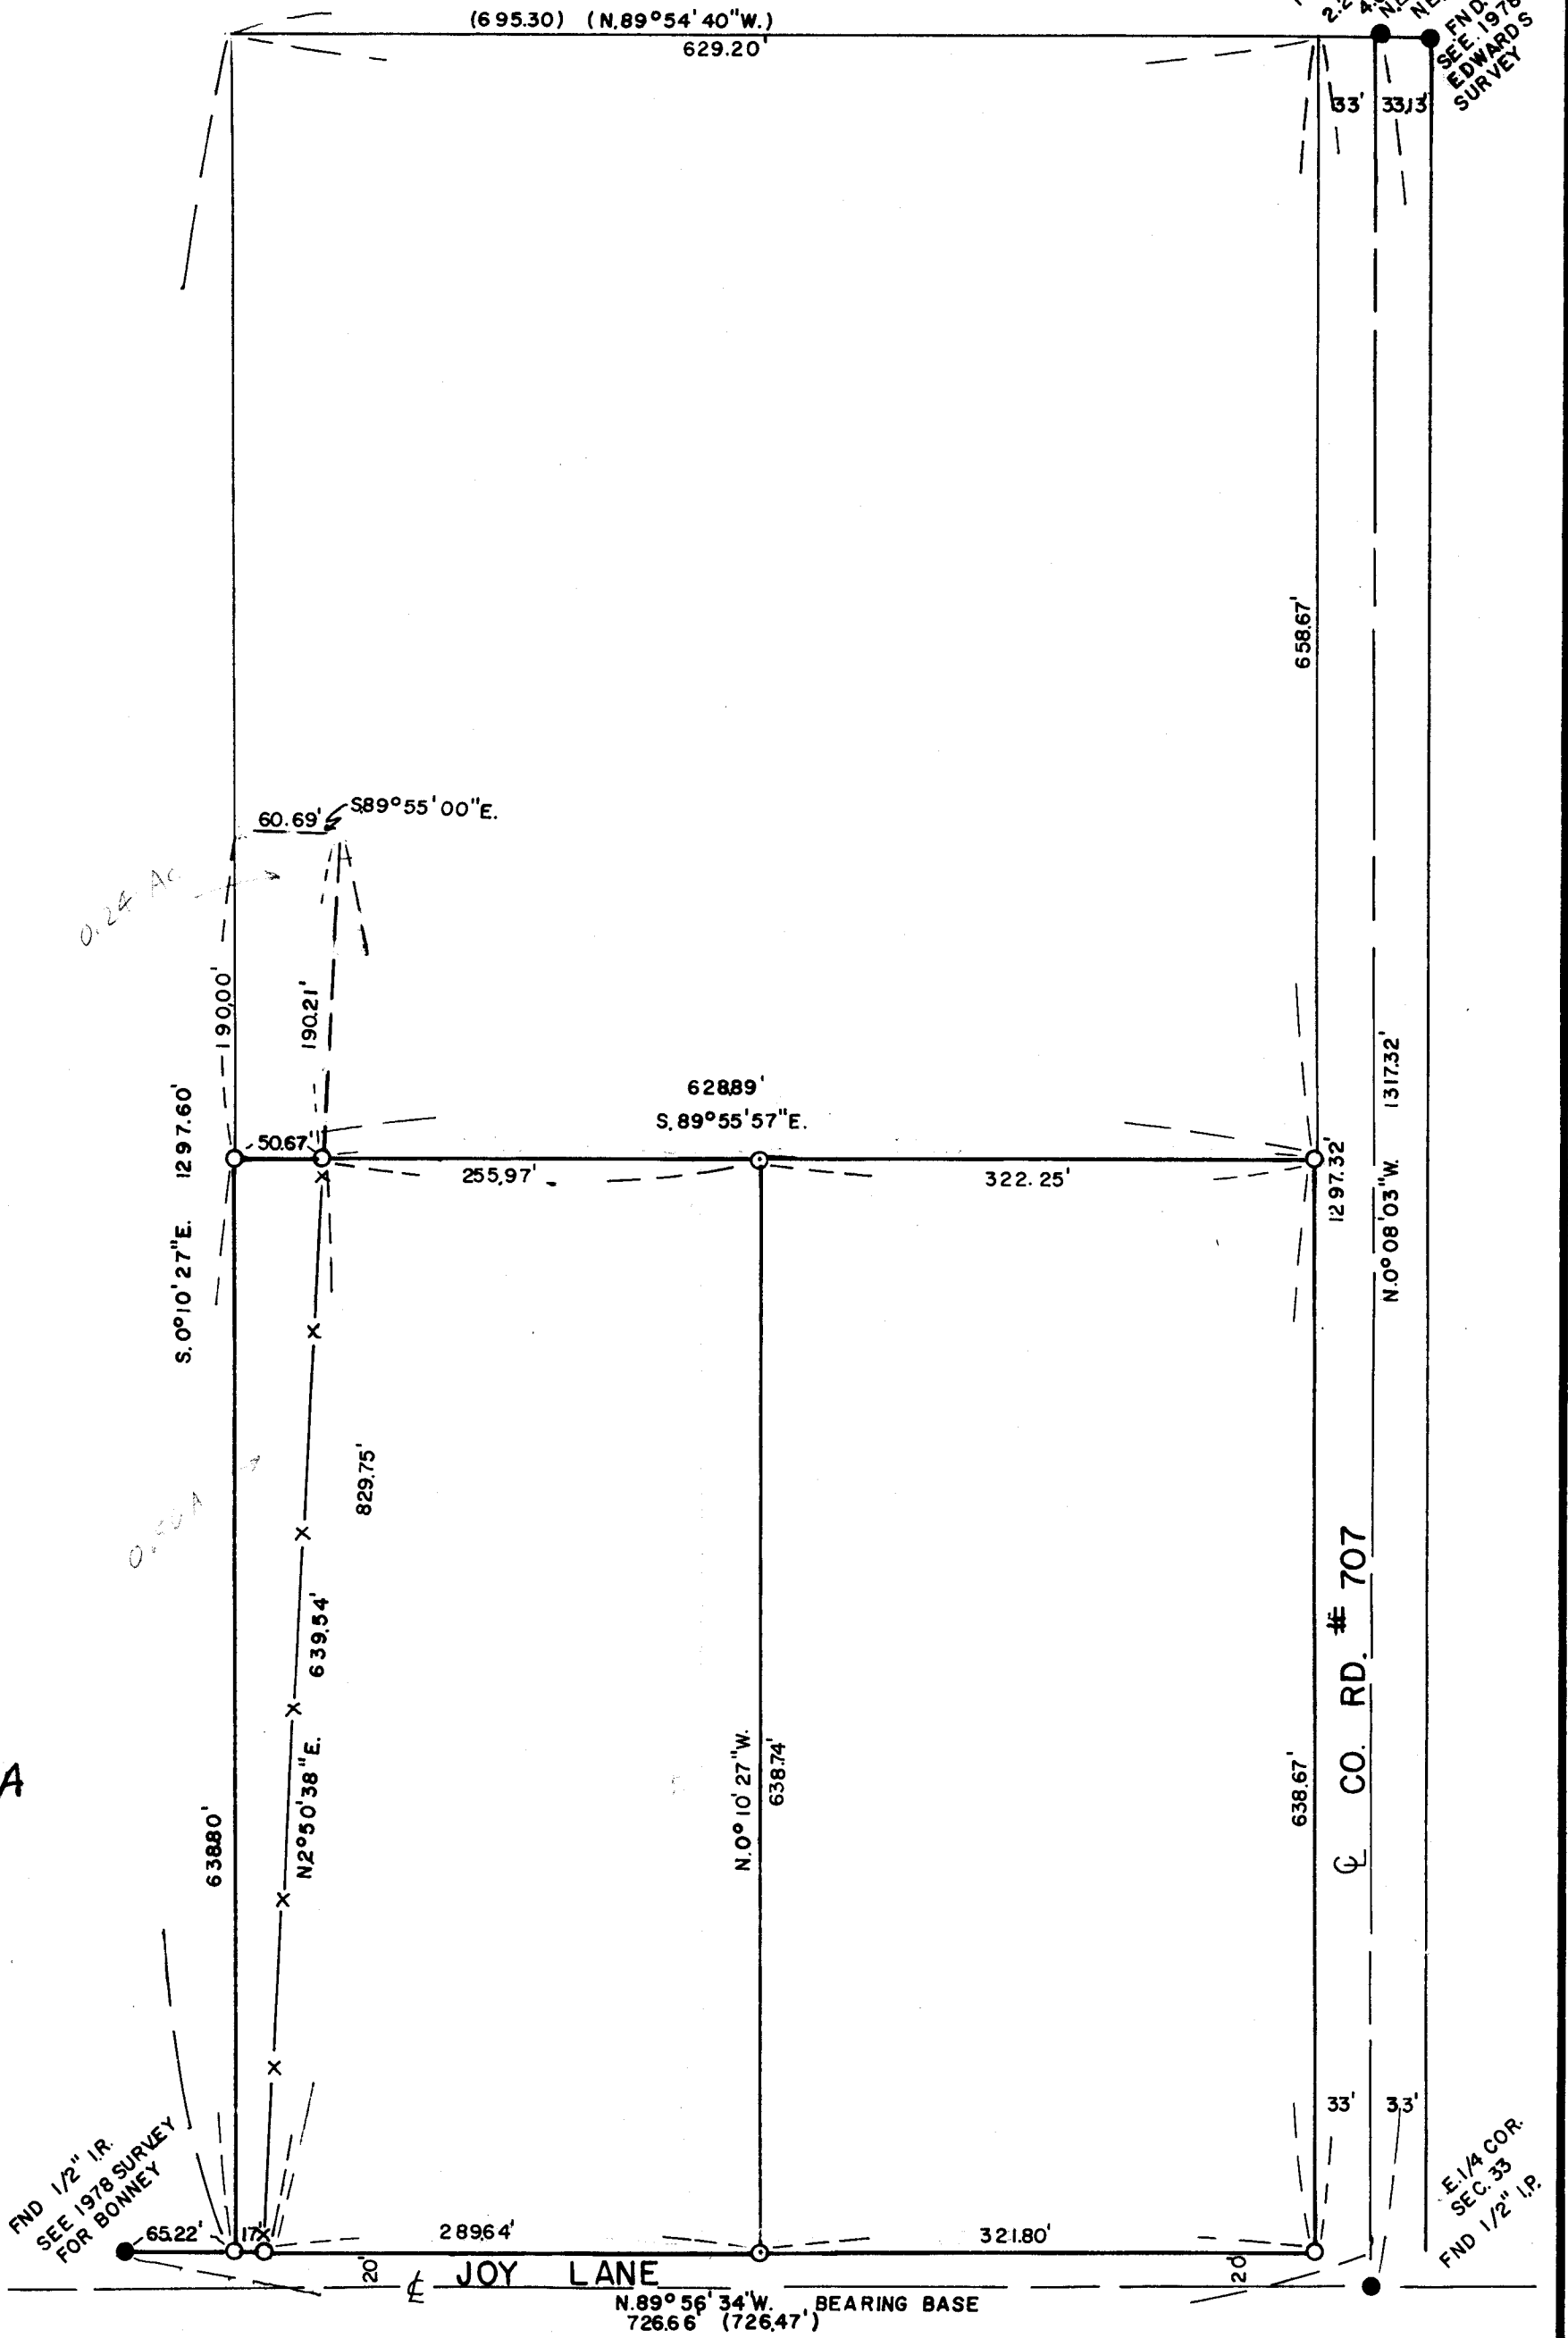 (695.30) (N.89°54'40"W.)
629.20'
FND.
SEE. 1978
EDWARDS
SURVEY
33'
33.13'
658.67'
S.89°55'00"E.
60.69'
0.24 Ac
190.00'
190.21'
S.0°10'27"E. 1297.60'
628.89'
S.89°55'57"E.
50.67'
255.97'
322.25'
1297.32'
N.0°08'03"W. 1317.32'
829.75'
639.54'
N.2°50'38"E.
638.80'
N.0°10'27"W.
638.74'
638.67'
℄ CO. RD. # 707
A
33'
33'
FND 1/2" I.R.
SEE 1978 SURVEY
FOR BONNEY
65.22'
17'
289.64'
321.80'
E.1/4 COR.
SEC. 33
FND 1/2" I.P.
20'
20'
℄ JOY LANE
N.89°56'34"W. BEARING BASE
726.66' (726.47')